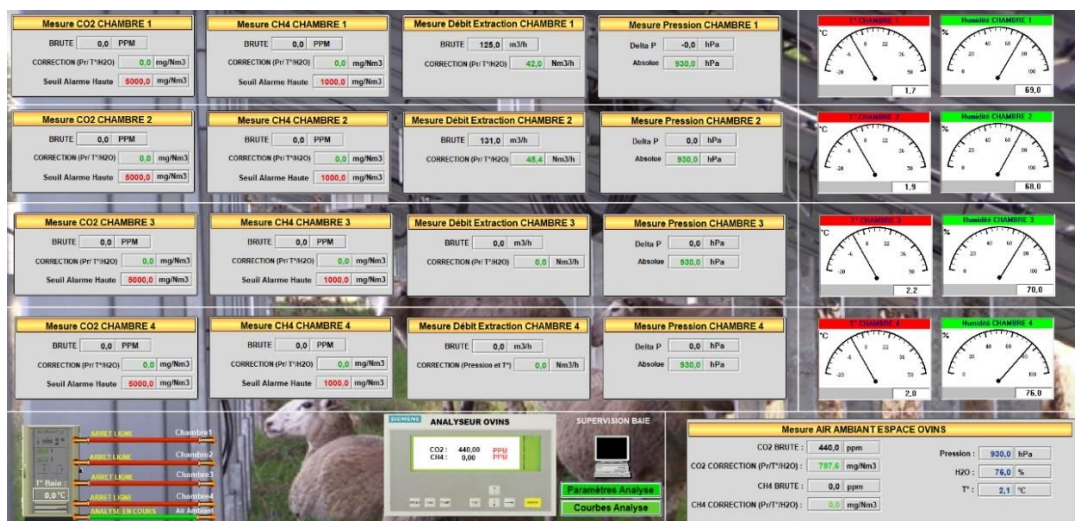 Mesure CO2 CHAMBRE 1
BRUTE 0,0 PPM
CORRECTION (Pr/ T°/H2O) 0,0 mg/Nm3
Seuil Alarme Haute 5000,0 mg/Nm3
Mesure CH4 CHAMBRE 1
BRUTE 0,0 PPM
CORRECTION (Pr/ T°/H2O) 0,0 mg/Nm3
Seuil Alarme Haute 1000,0 mg/Nm3
Mesure Débit Extraction CHAMBRE 1
BRUTE 125,0 m3/h
CORRECTION (Pr/ T°/H2O) 42,0 Nm3/h
Mesure Pression CHAMBRE 1
Delta P -0,0 hPa
Absolue 930,0 hPa
T° CHAMBRE 1
°C
1,7
Humidité CHAMBRE 1
%
69,0
Mesure CO2 CHAMBRE 2
BRUTE 0,0 PPM
CORRECTION (Pr/ T°/H2O) 0,0 mg/Nm3
Seuil Alarme Haute 5000,0 mg/Nm3
Mesure CH4 CHAMBRE 2
BRUTE 0,0 PPM
CORRECTION (Pr/ T°/H2O) 0,0 mg/Nm3
Seuil Alarme Haute 1000,0 mg/Nm3
Mesure Débit Extraction CHAMBRE 2
BRUTE 131,0 m3/h
CORRECTION (Pr/ T°/H2O) 45,4 Nm3/h
Mesure Pression CHAMBRE 2
Delta P 0,0 hPa
Absolue 930,0 hPa
T° CHAMBRE 2
°C
1,9
Humidité CHAMBRE 2
%
68,0
Mesure CO2 CHAMBRE 3
BRUTE 0,0 PPM
CORRECTION (Pr/ T°/H2O) 0,0 mg/Nm3
Seuil Alarme Haute 5000,0 mg/Nm3
Mesure CH4 CHAMBRE 3
BRUTE 0,0 PPM
CORRECTION (Pr/ T°/H2O) 0,0 mg/Nm3
Seuil Alarme Haute 1000,0 mg/Nm3
Mesure Débit Extraction CHAMBRE 3
BRUTE 0,0 m3/h
CORRECTION (Pr/ T°/H2O) 0,0 Nm3/h
Mesure Pression CHAMBRE 3
Delta P 0,0 hPa
Absolue 930,0 hPa
T° CHAMBRE 3
°C
2,2
Humidité CHAMBRE 3
%
70,0
Mesure CO2 CHAMBRE 4
BRUTE 0,0 PPM
CORRECTION (Pr/ T°/H2O) 0,0 mg/Nm3
Seuil Alarme Haute 5000,0 mg/Nm3
Mesure CH4 CHAMBRE 4
BRUTE 0,0 PPM
CORRECTION (Pr/ T°/H2O) 0,0 mg/Nm3
Seuil Alarme Haute 1000,0 mg/Nm3
Mesure Débit Extraction CHAMBRE 4
BRUTE 0,0 m3/h
CORRECTION (Pression et T°) 0,0 Nm3/h
Mesure Pression CHAMBRE 4
Delta P 0,0 hPa
Absolue 930,0 hPa
T° CHAMBRE 4
°C
2,0
Humidité CHAMBRE 4
%
76,0
T° Baie :
0,0 °C
ARRET LIGNE Chambre1
ARRET LIGNE Chambre2
ARRET LIGNE Chambre3
ARRET LIGNE Chambre4
ANALYSE EN COURS Air Ambiant
SIEMENS ANALYSEUR OVINS
CO2 : 440,00 PPM
CH4 : 0,00 PPM
SUPERVISION BAIE
Paramètres Analyse
Courbes Analyse
Mesure AIR AMBIANT ESPACE OVINS
CO2 BRUTE : 440,0 ppm
CO2 CORRECTION (Pr/T°/H2O) : 797,6 mg/Nm3
CH4 BRUTE : 0,0 ppm
CH4 CORRECTION (Pr/T°/H2O) : 0,0 mg/Nm3
Pression : 930,0 hPa
H2O : 76,0 %
T° : 2,1 °C